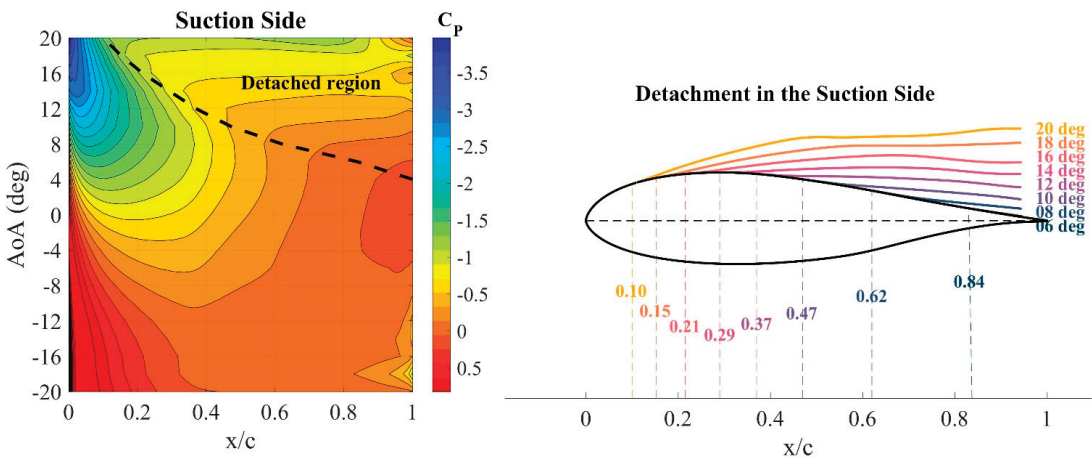 Suction Side
C_P
20
16
12
8
4
0
-4
-8
-12
-16
-20
AoA (deg)
Detached region
0
0.2
0.4
0.6
0.8
1
x/c
-3.5
-3
-2.5
-2
-1.5
-1
-0.5
0
0.5
Detachment in the Suction Side
20 deg
18 deg
16 deg
14 deg
12 deg
10 deg
08 deg
06 deg
0.10
0.15
0.21
0.29
0.37
0.47
0.62
0.84
0
0.2
0.4
0.6
0.8
1
x/c